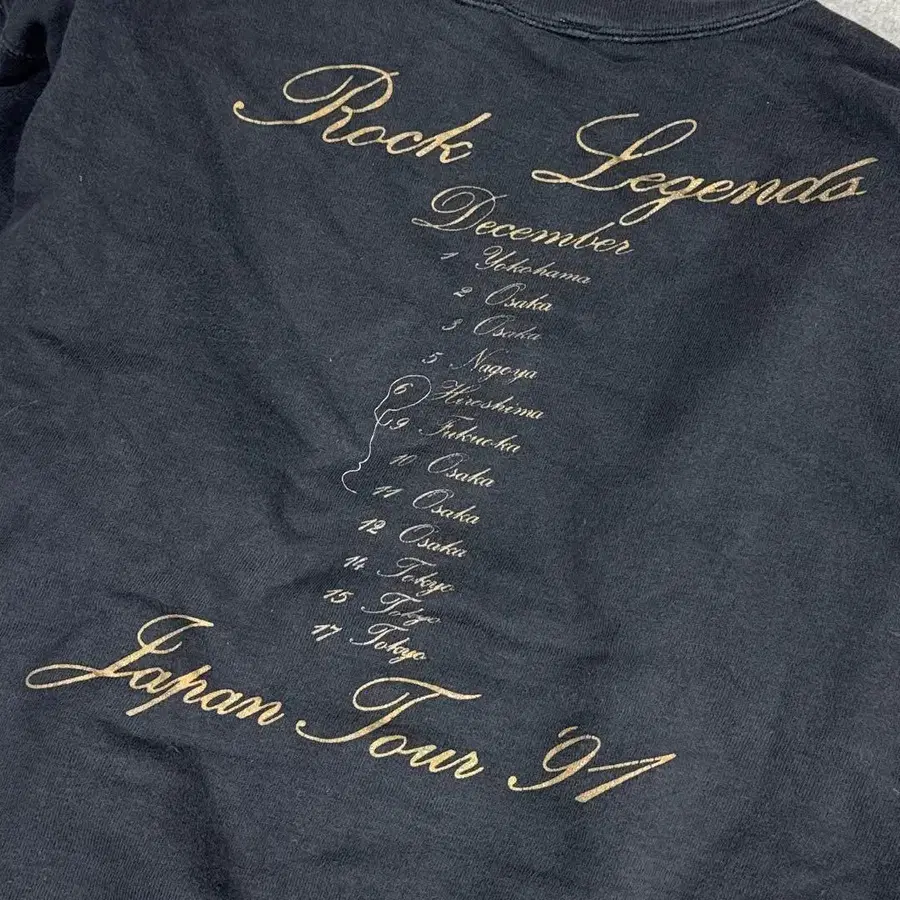 Rock Legends
December
1 Yokohama
2 Osaka
3 Osaka
5 Nagoya
6 Hiroshima
9 Fukuoka
10 Osaka
11 Osaka
12 Osaka
14 Tokyo
15 Tokyo
17 Tokyo
Japan Tour '91